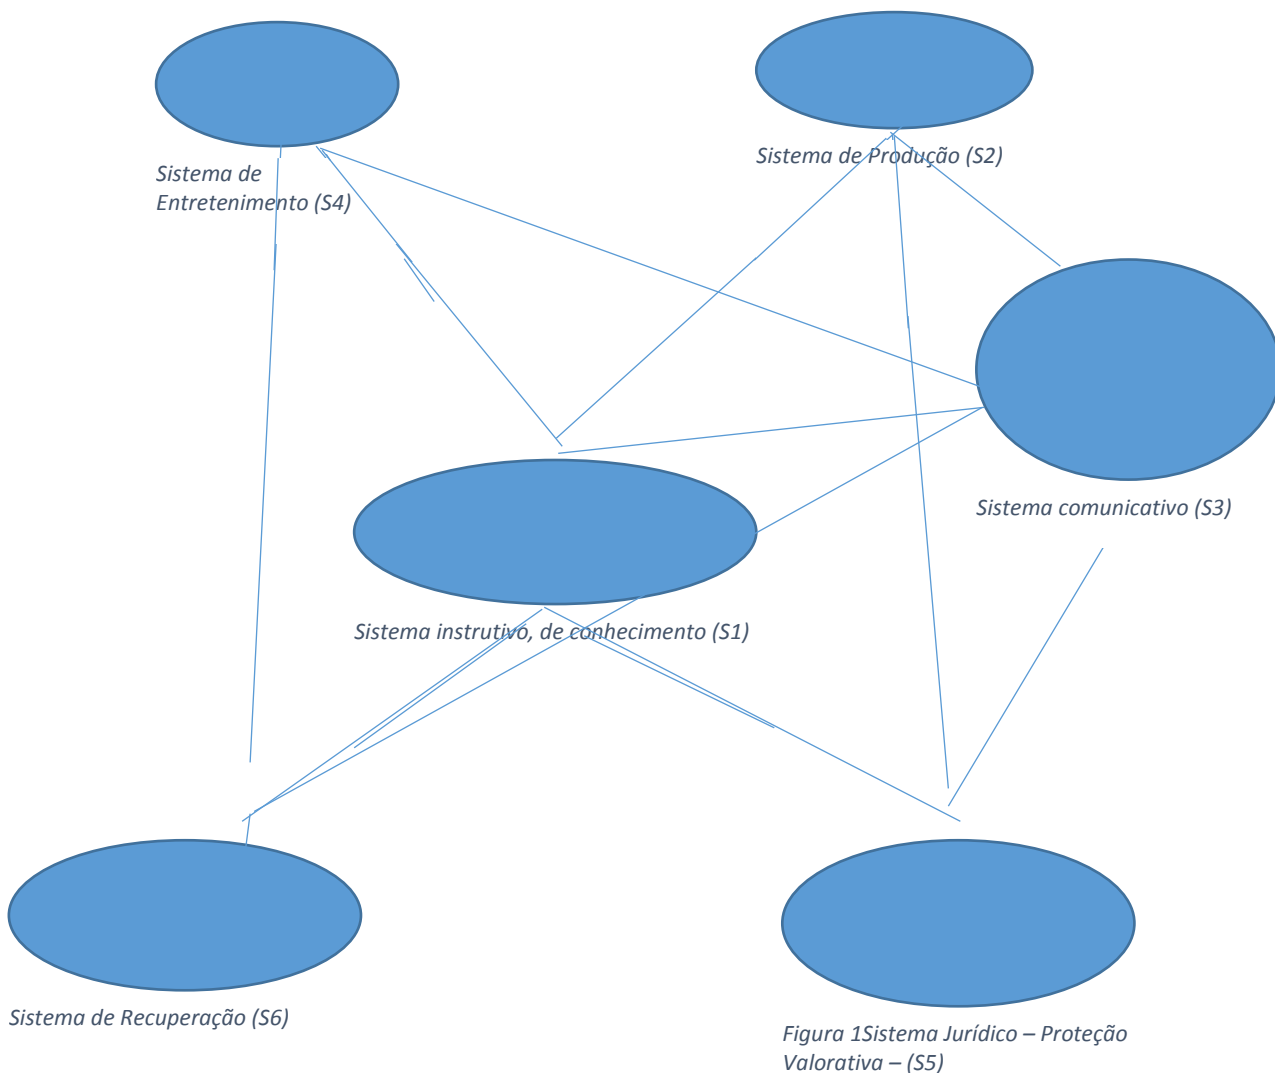 Sistema de
Entretenimento (S4)
Sistema de Produção (S2)
Sistema comunicativo (S3)
Sistema instrutivo, de conhecimento (S1)
Sistema de Recuperação (S6)
Figura 1Sistema Jurídico – Proteção
Valorativa – (S5)